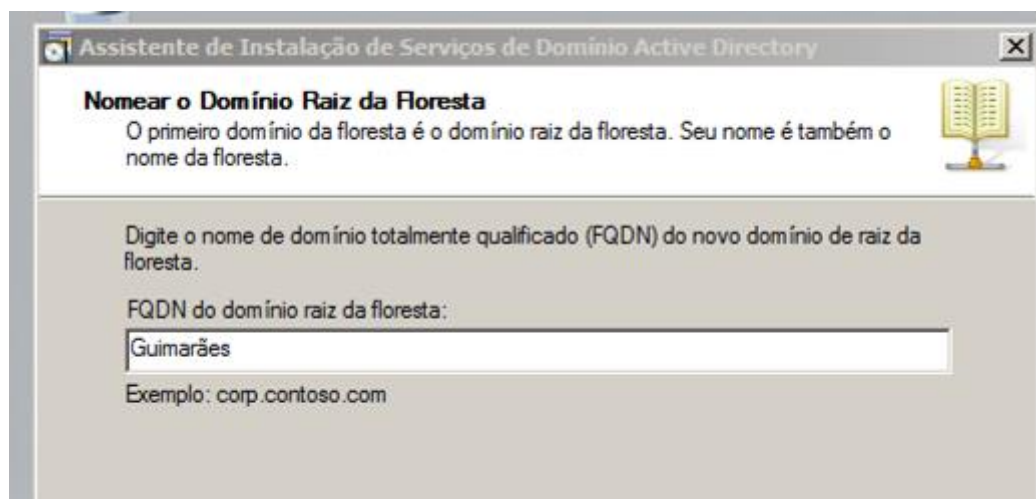 Assistente de Instalação de Serviços de Domínio Active Directory
Nomear o Domínio Raiz da Floresta
O primeiro domínio da floresta é o domínio raiz da floresta. Seu nome é também o
nome da floresta.
Digite o nome de domínio totalmente qualificado (FQDN) do novo domínio de raiz da
floresta.
FQDN do domínio raiz da floresta:
Guimarães
Exemplo: corp.contoso.com